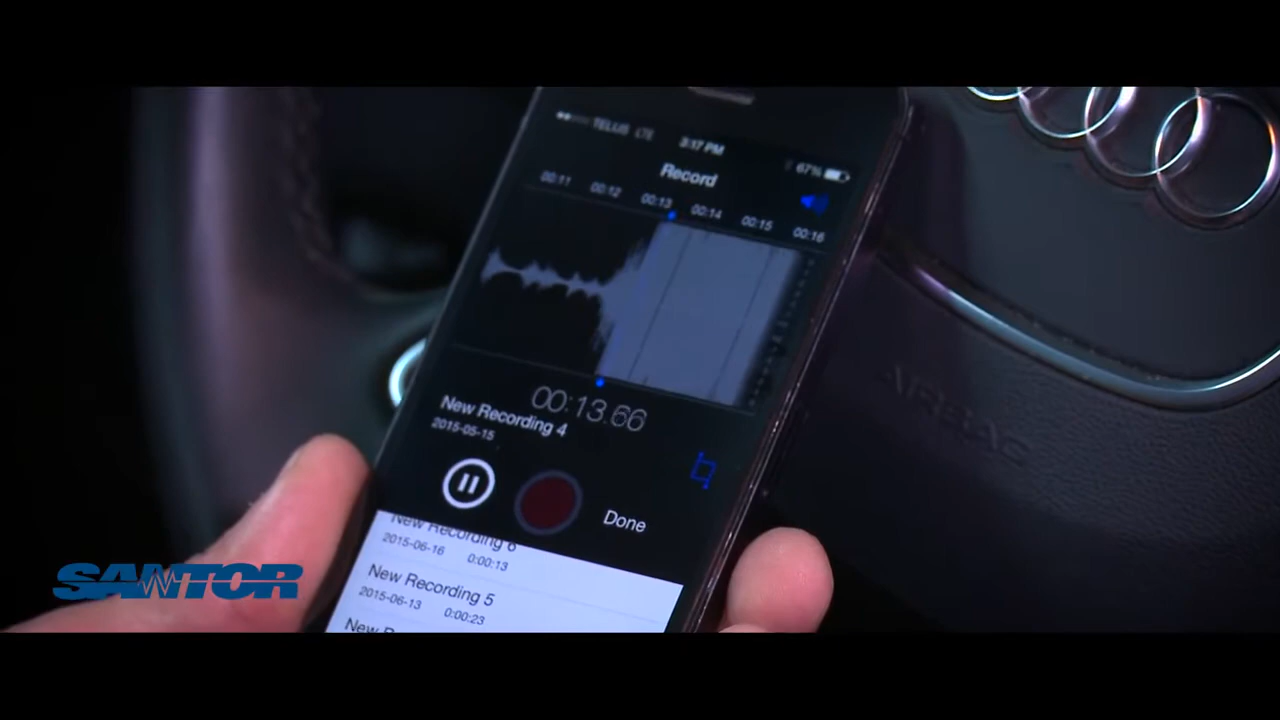 TELUS LTE 3:17 PM 67%
Record
00:11 00:12 00:13 00:14 00:15 00:16
00:13.66
New Recording 4
2015-05-15
Done
New Recording 6
2015-06-16 0:00:13
New Recording 5
2015-06-13 0:00:23
New
AIRBAG
SANTOR